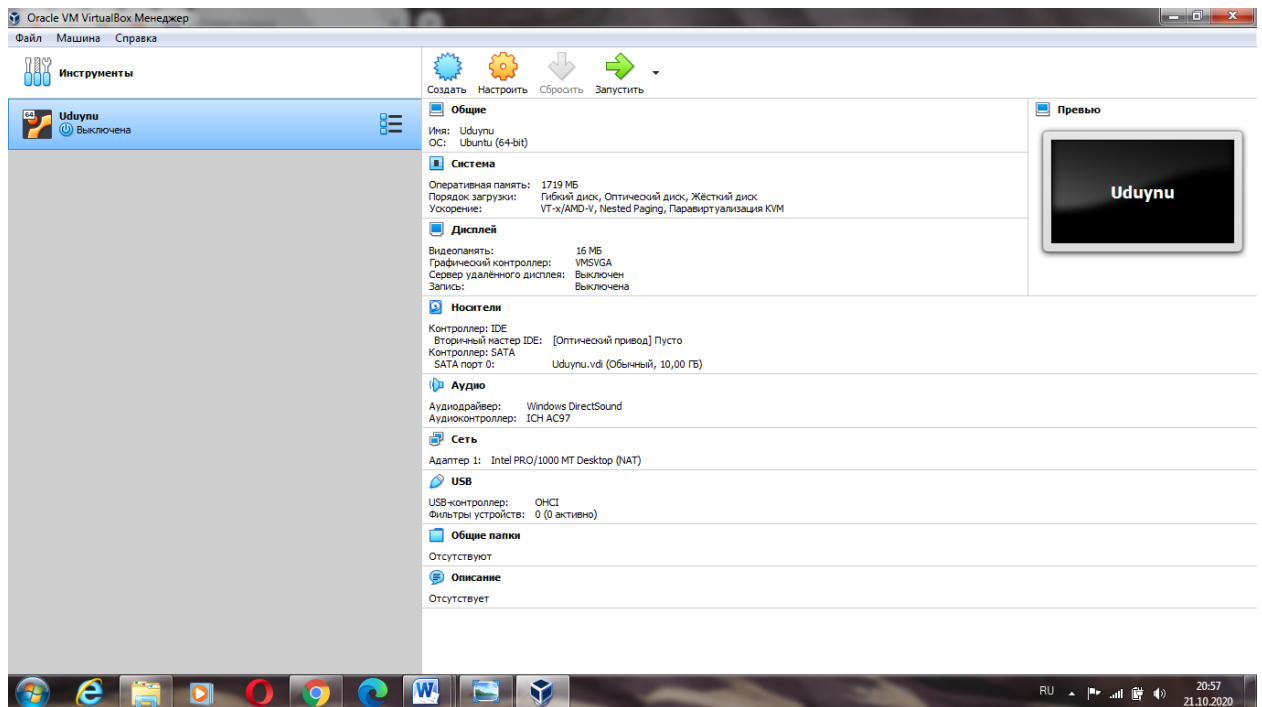 Oracle VM VirtualBox Менеджер
Файл Машина Справка
Инструменты
Создать Настроить Сбросить Запустить
64
Uduynu
Выключена
Общие
Имя: Uduynu
ОС: Ubuntu (64-bit)
Превью
Uduynu
Система
Оперативная память: 1719 МБ
Порядок загрузки: Гибкий диск, Оптический диск, Жёсткий диск
Ускорение: VT-x/AMD-V, Nested Paging, Паравиртуализация KVM
Дисплей
Видеопамять: 16 МБ
Графический контроллер: VMSVGA
Сервер удалённого дисплея: Выключен
Запись: Выключена
Носители
Контроллер: IDE
Вторичный мастер IDE: [Оптический привод] Пусто
Контроллер: SATA
SATA порт 0: Uduynu.vdi (Обычный, 10,00 ГБ)
Аудио
Аудиодрайвер: Windows DirectSound
Аудиоконтроллер: ICH AC97
Сеть
Адаптер 1: Intel PRO/1000 MT Desktop (NAT)
USB
USB-контроллер: OHCI
Фильтры устройств: 0 (0 активно)
Общие папки
Отсутствуют
Описание
Отсутствует
RU
20:57
21.10.2020